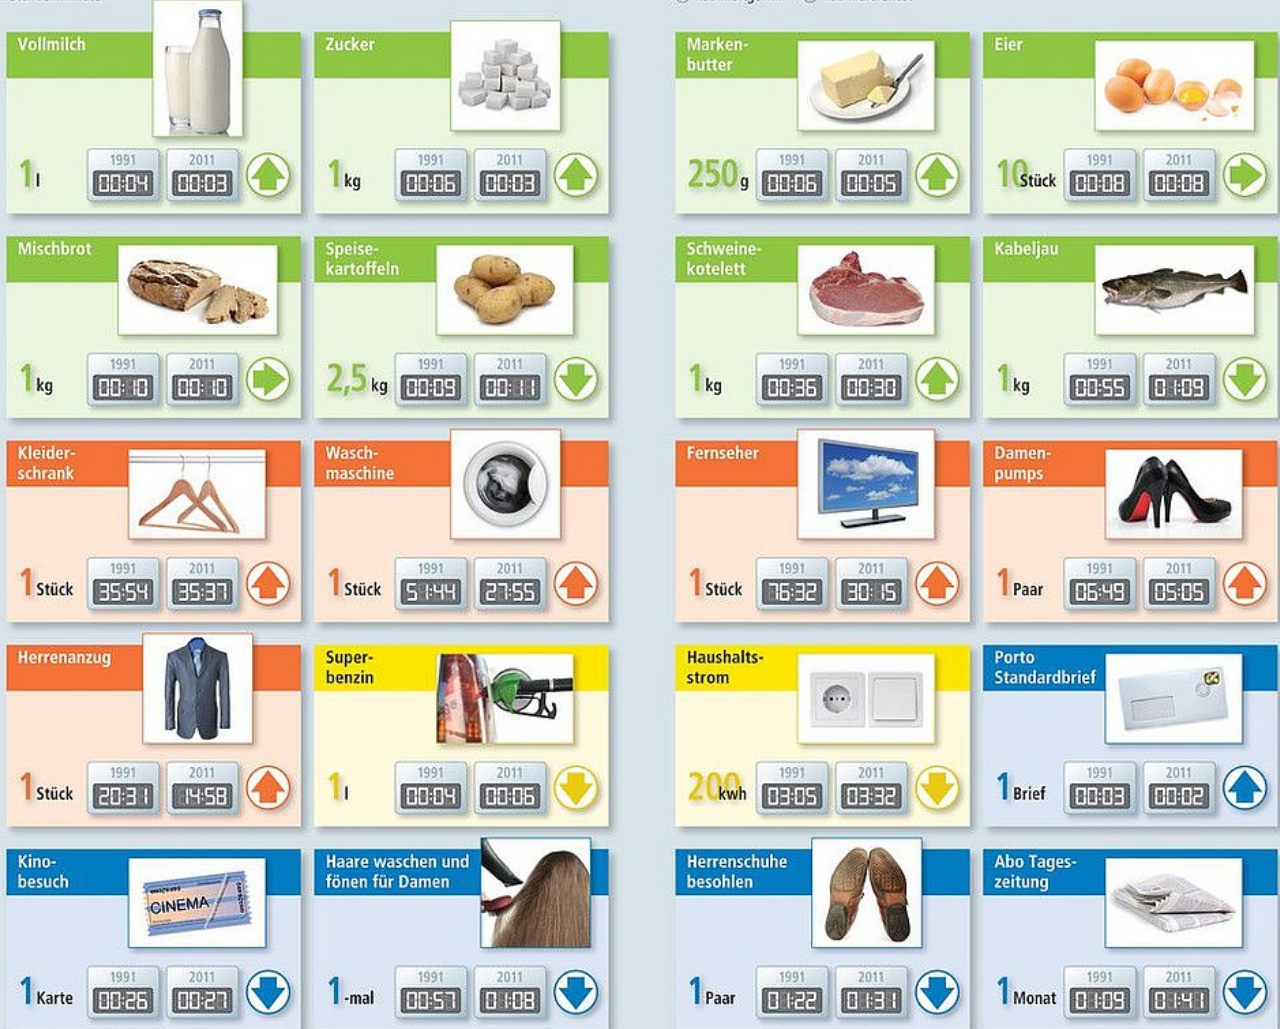 Vollmilch
1 l
1991 2011
00:04 00:03
Zucker
1 kg
1991 2011
00:05 00:03
Marken-
butter
250 g
1991 2011
00:06 00:05
Eier
10 Stück
1991 2011
00:08 00:08
Mischbrot
1 kg
1991 2011
00:10 00:10
Speise-
kartoffeln
2,5 kg
1991 2011
00:09 00:11
Schweine-
kotelett
1 kg
1991 2011
00:36 00:30
Kabeljau
1 kg
1991 2011
00:55 01:09
Kleider-
schrank
1 Stück
1991 2011
35:54 35:37
Wasch-
maschine
1 Stück
1991 2011
51:44 27:55
Fernseher
1 Stück
1991 2011
76:32 30:15
Damen-
pumps
1 Paar
1991 2011
06:49 05:05
Herrenanzug
1 Stück
1991 2011
20:31 14:58
Super-
benzin
1 l
1991 2011
00:04 00:06
Haushalts-
strom
200 kwh
1991 2011
03:05 03:32
Porto
Standardbrief
1 Brief
1991 2011
00:03 00:02
Kino-
besuch
CINEMA
1 Karte
1991 2011
00:26 00:27
Haare waschen und
fönen für Damen
1 -mal
1991 2011
00:57 01:08
Herrenschuhe
besohlen
1 Paar
1991 2011
01:22 01:31
Abo Tages-
zeitung
1 Monat
1991 2011
01:09 01:41